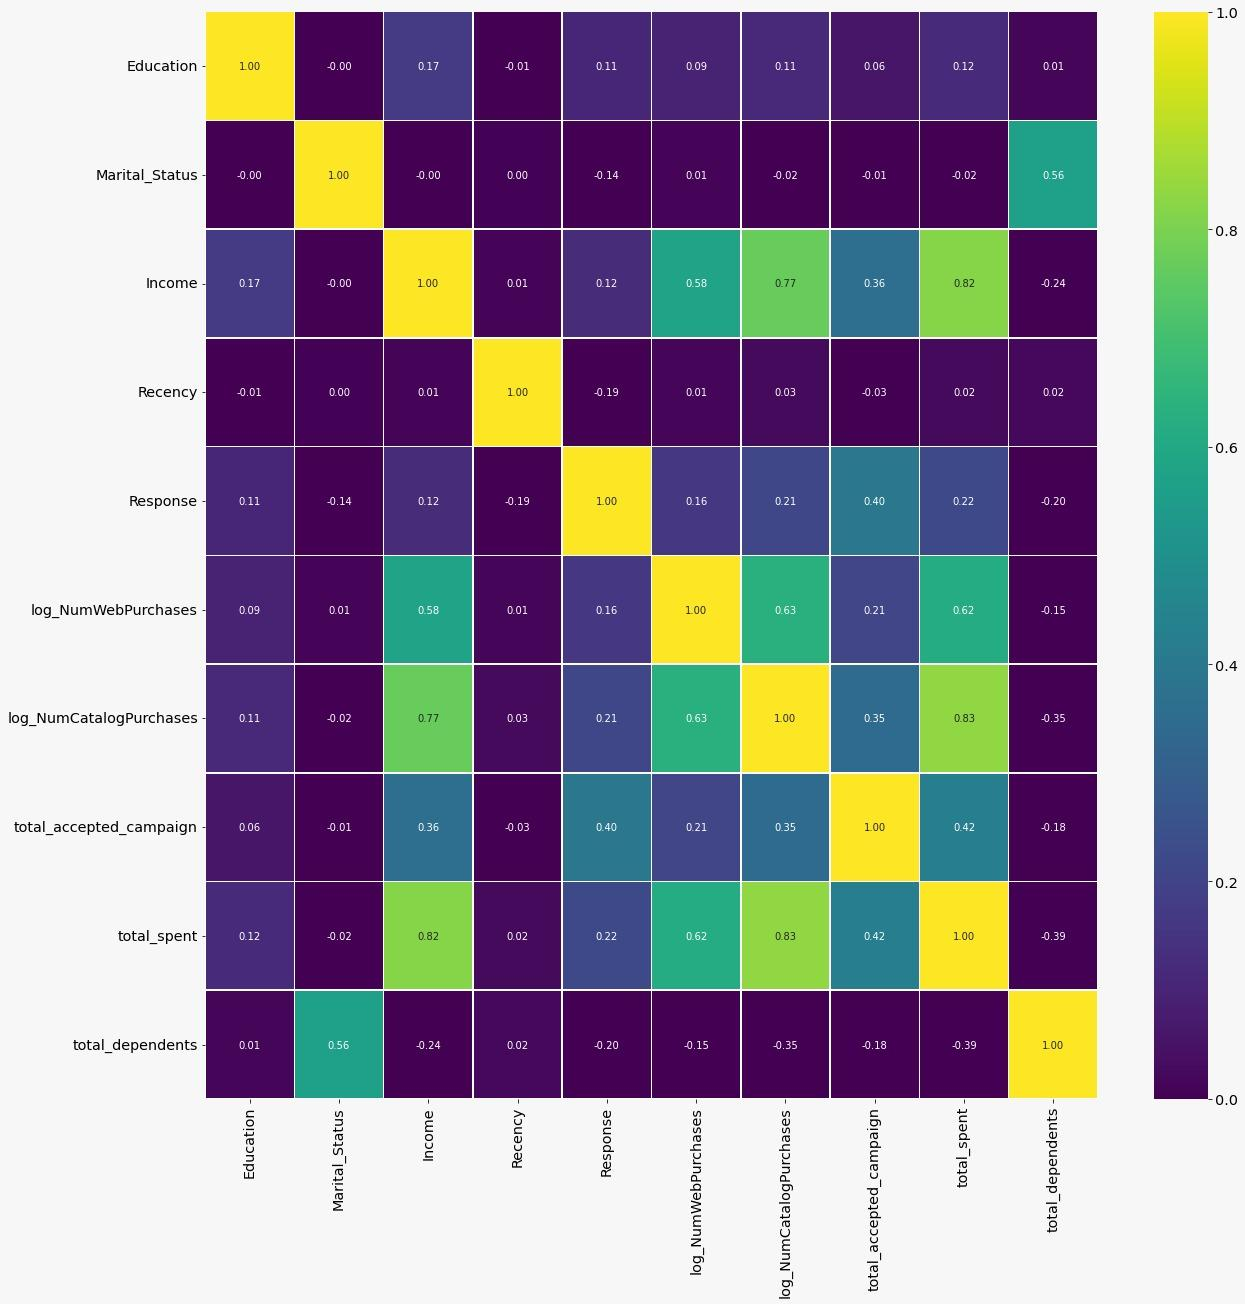 Education 1.00 -0.00 0.17 -0.01 0.11 0.09 0.11 0.06 0.12 0.01
Marital_Status -0.00 1.00 -0.00 0.00 -0.14 0.01 -0.02 -0.01 -0.02 0.56
Income 0.17 -0.00 1.00 0.01 0.12 0.58 0.77 0.36 0.82 -0.24
Recency -0.01 0.00 0.01 1.00 -0.19 0.01 0.03 -0.03 0.02 0.02
Response 0.11 -0.14 0.12 -0.19 1.00 0.16 0.21 0.40 0.22 -0.20
log_NumWebPurchases 0.09 0.01 0.58 0.01 0.16 1.00 0.63 0.21 0.62 -0.15
log_NumCatalogPurchases 0.11 -0.02 0.77 0.03 0.21 0.63 1.00 0.35 0.83 -0.35
total_accepted_campaign 0.06 -0.01 0.36 -0.03 0.40 0.21 0.35 1.00 0.42 -0.18
total_spent 0.12 -0.02 0.82 0.02 0.22 0.62 0.83 0.42 1.00 -0.39
total_dependents 0.01 0.56 -0.24 0.02 -0.20 -0.15 -0.35 -0.18 -0.39 1.00
Education
Marital_Status
Income
Recency
Response
log_NumWebPurchases
log_NumCatalogPurchases
total_accepted_campaign
total_spent
total_dependents
1.0
0.8
0.6
0.4
0.2
0.0